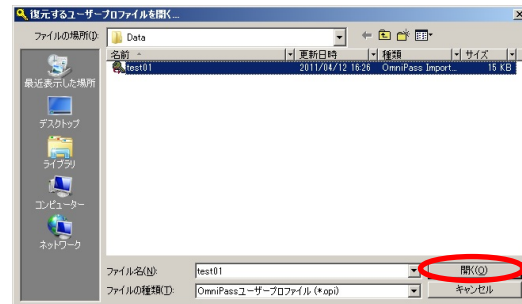 復元するユーザープロファイルを開く...
ファイルの場所(I): Data
名前 更新日時 種類 サイズ
test01 2011/04/12 16:26 OmniPass Import... 15 KB
最近表示した場所
デスクトップ
ライブラリ
コンピューター
ネットワーク
ファイル名(N): test01 開く(O)
ファイルの種類(T): OmniPassユーザープロファイル (*.opi) キャンセル